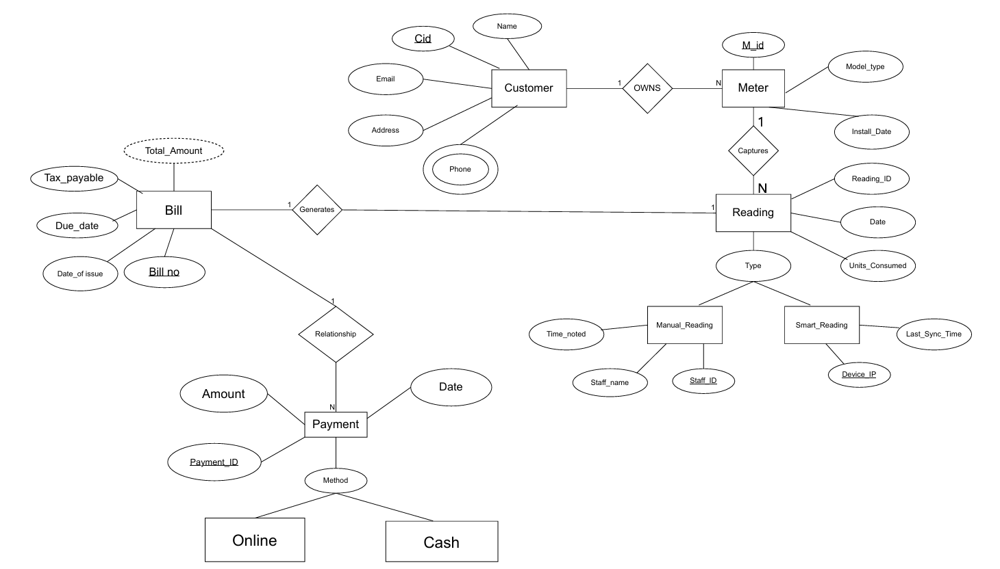 Name
Cid
M_id
Model_type
Email
Customer
1
OWNS
N
Meter
Address
Install_Date
1
Total_Amount
Captures
Phone
Tax_payable
Reading_ID
N
Bill
1
Generates
1
Reading
Due_date
Date
Date_of issue
Bill no
Type
Units_Consumed
1
Relationship
Manual_Reading
Smart_Reading
Time_noted
Last_Sync_Time
Staff_name
Staff_ID
Device_IP
Amount
Date
N
Payment
Payment_ID
Method
Online
Cash